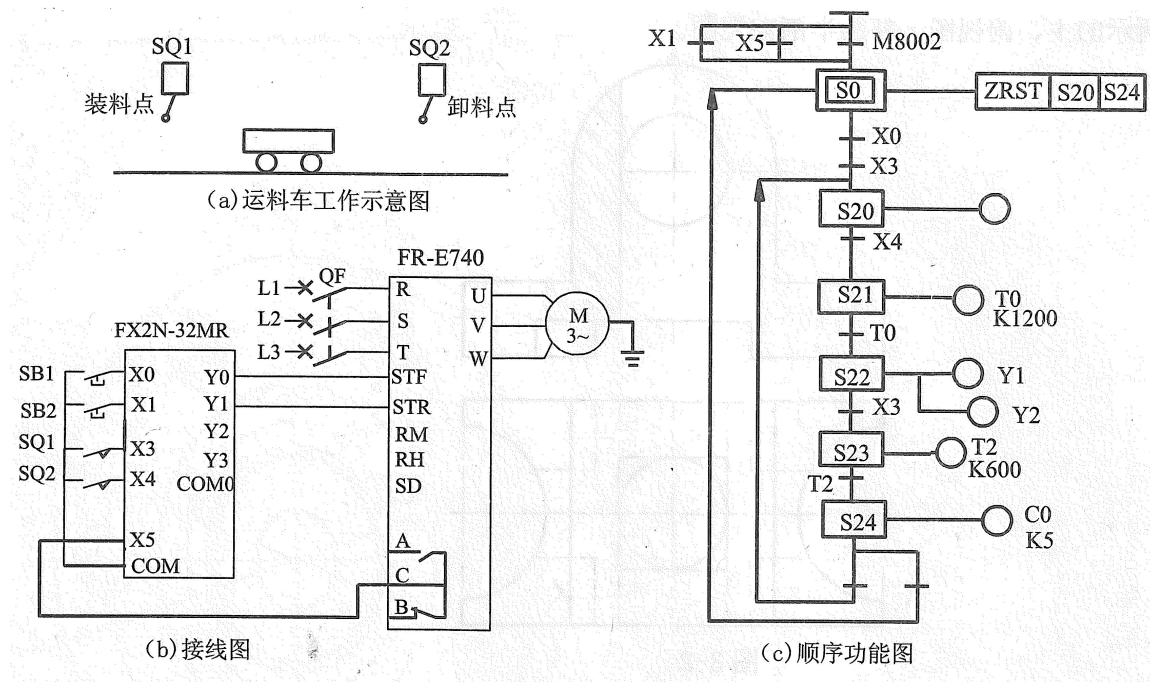 SQ1
SQ2
装料点
卸料点
(a)运料车工作示意图
FR-E740
L1
QF
R
U
L2
S
V
M
3~
L3
T
W
FX2N-32MR
SB1
X0
Y0
STF
SB2
X1
Y1
STR
Y2
RM
SQ1
X3
Y3
RH
SQ2
X4
COM0
SD
X5
A
COM
C
B
(b)接线图
X1
X5
M8002
S0
ZRST S20 S24
X0
X3
S20
X4
S21
T0
K1200
T0
S22
Y1
X3
Y2
S23
T2
K600
T2
S24
C0
K5
(c)顺序功能图